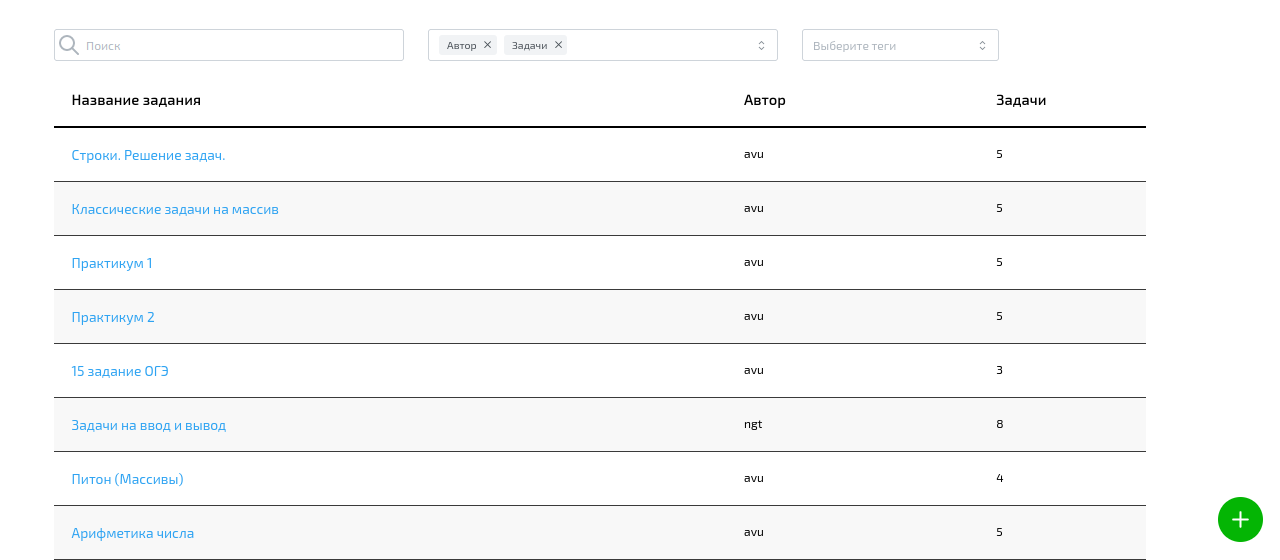 Поиск Автор Задачи Выберите теги
Название задания Автор Задачи
Строки. Решение задач. avu 5
Классические задачи на массив avu 5
Практикум 1 avu 5
Практикум 2 avu 5
15 задание ОГЭ avu 3
Задачи на ввод и вывод ngt 8
Питон (Массивы) avu 4
Арифметика числа avu 5